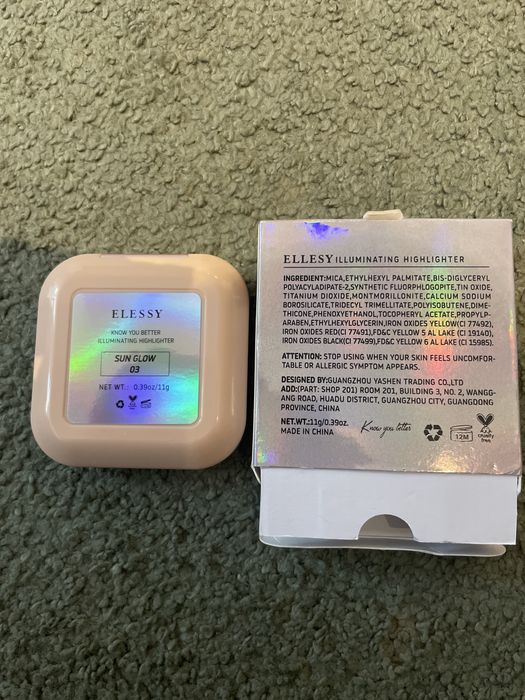 ELESSY
KNOW YOU BETTER
ILLUMINATING HIGHLIGHTER
SUN GLOW
03
NET WT.: 0.39oz/11g
ELLESY ILLUMINATING HIGHLIGHTER
INGREDIENT:MICA,ETHYLHEXYL PALMITATE,BIS-DIGLYCERYL
POLYACYLADIPATE-2,SYNTHETIC FLUORPHLOGOPITE,TIN OXIDE,
TITANIUM DIOXIDE,MONTMORILLONITE,CALCIUM SODIUM
BOROSILICATE,TRIDECYL TRIMELLITATE,POLYISOBUTENE,DIME-
THICONE,PHENOXYETHANOL,TOCOPHERYL ACETATE,PROPYLP-
ARABEN,ETHYLHEXYLGLYCERIN,IRON OXIDES YELLOW(CI 77492),
IRON OXIDES RED(CI 77491),FD&C YELLOW 5 AL LAKE (CI 19140),
IRON OXIDES BLACK(CI 77499),FD&C YELLOW 6 AL LAKE (CI 15985).
ATTENTION: STOP USING WHEN YOUR SKIN FEELS UNCOMFOR-
TABLE OR ALLERGIC SYMPTOM APPEARS.
DESIGNED BY:GUANGZHOU YASHEN TRADING CO.,LTD
ADD:(PART: SHOP 201) ROOM 201, BUILDING 3, NO. 2, WANGG-
ANG ROAD, HUADU DISTRICT, GUANGZHOU CITY, GUANGDONG
PROVINCE, CHINA
NET.WT.:11g/0.39oz.
MADE IN CHINA
Know you better
12M
cruelty
free